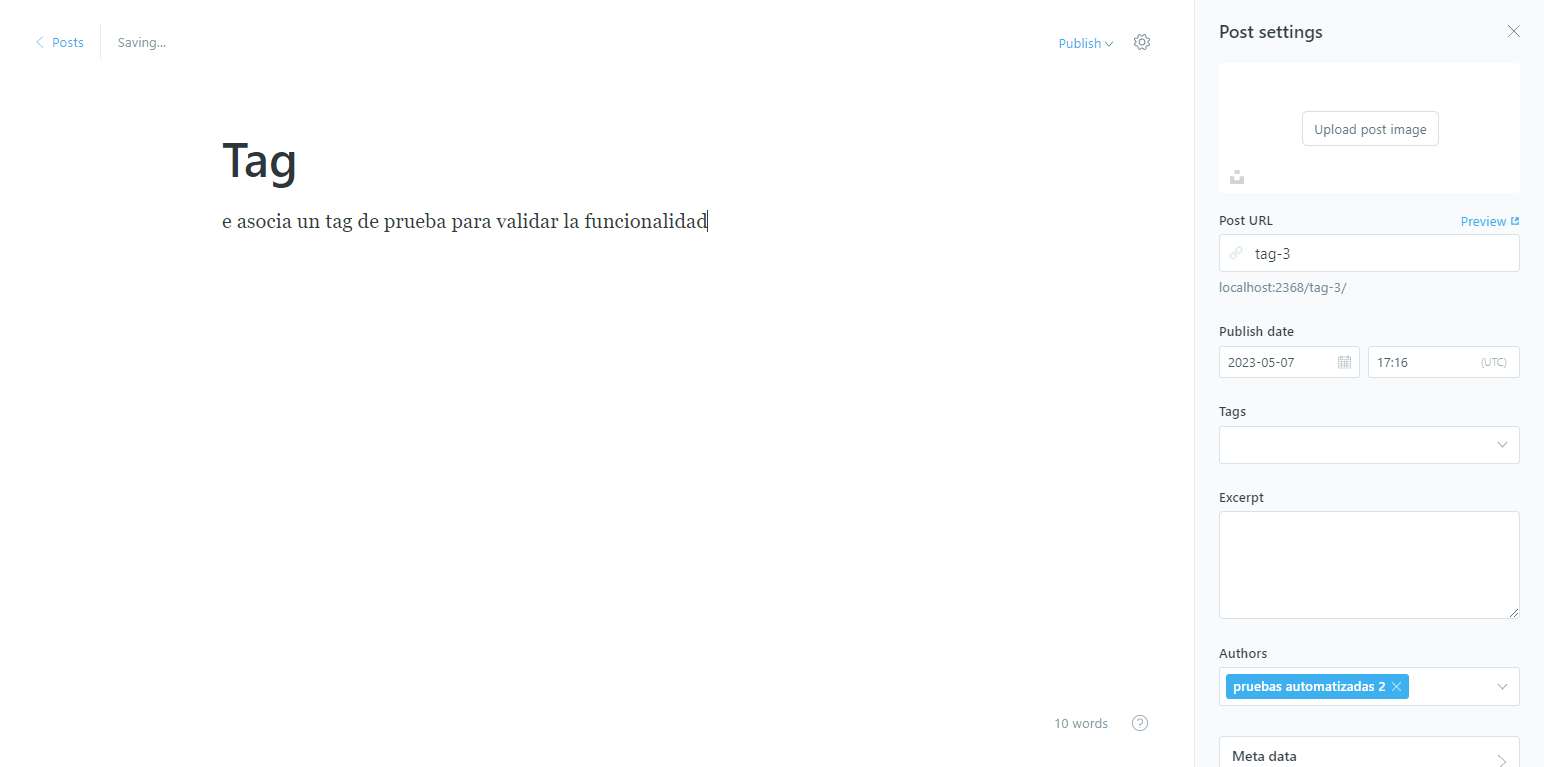 Posts
Saving...
Publish
Post settings
Upload post image
Tag
e asocia un tag de prueba para validar la funcionalidad
Post URL
Preview
tag-3
localhost:2368/tag-3/
Publish date
2023-05-07
17:16
(UTC)
Tags
Excerpt
Authors
pruebas automatizadas 2
10 words
?
Meta data